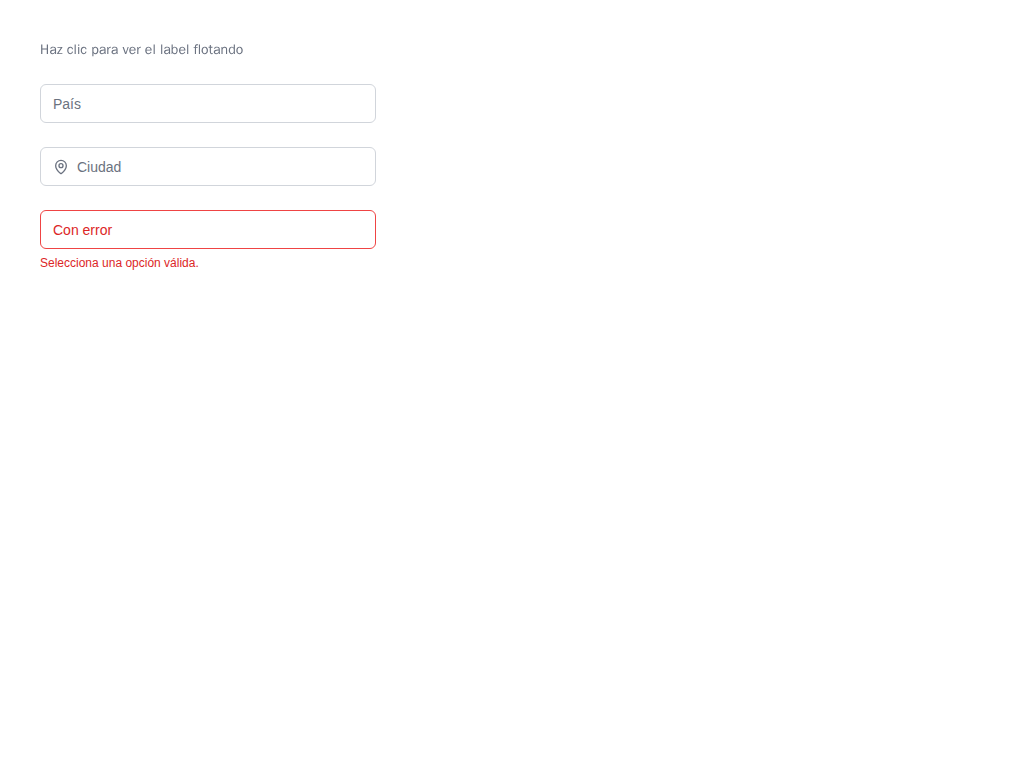 Haz clic para ver el label flotando
País
Ciudad
Con error
Selecciona una opción válida.